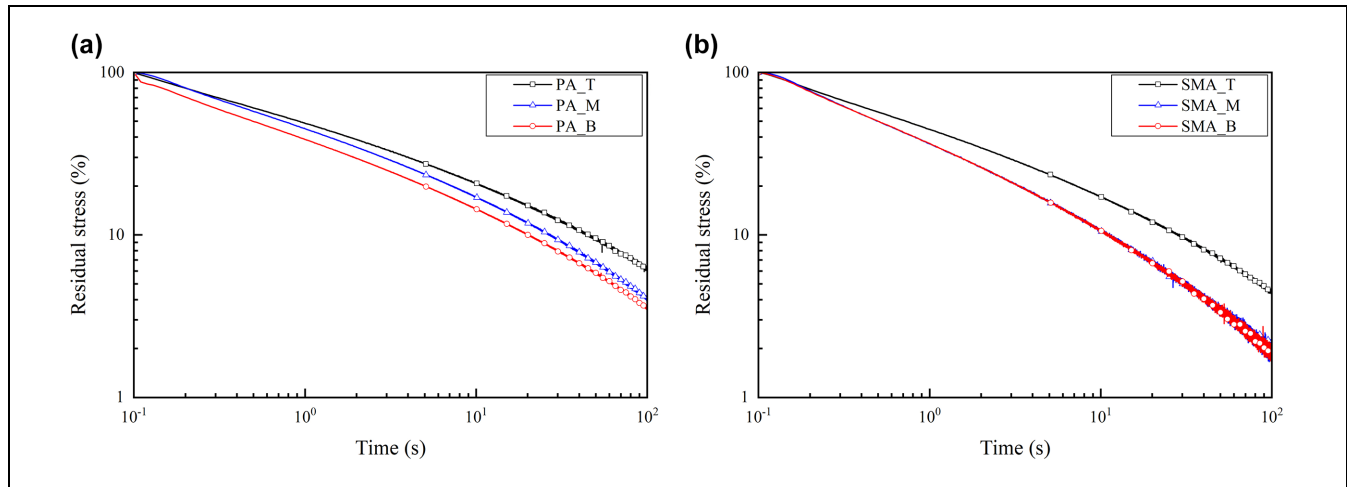 (a)
100
10
1
Residual stress (%)
PA_T
PA_M
PA_B
10-1
100
101
102
Time (s)
(b)
100
10
1
Residual stress (%)
SMA_T
SMA_M
SMA_B
10-1
100
101
102
Time (s)